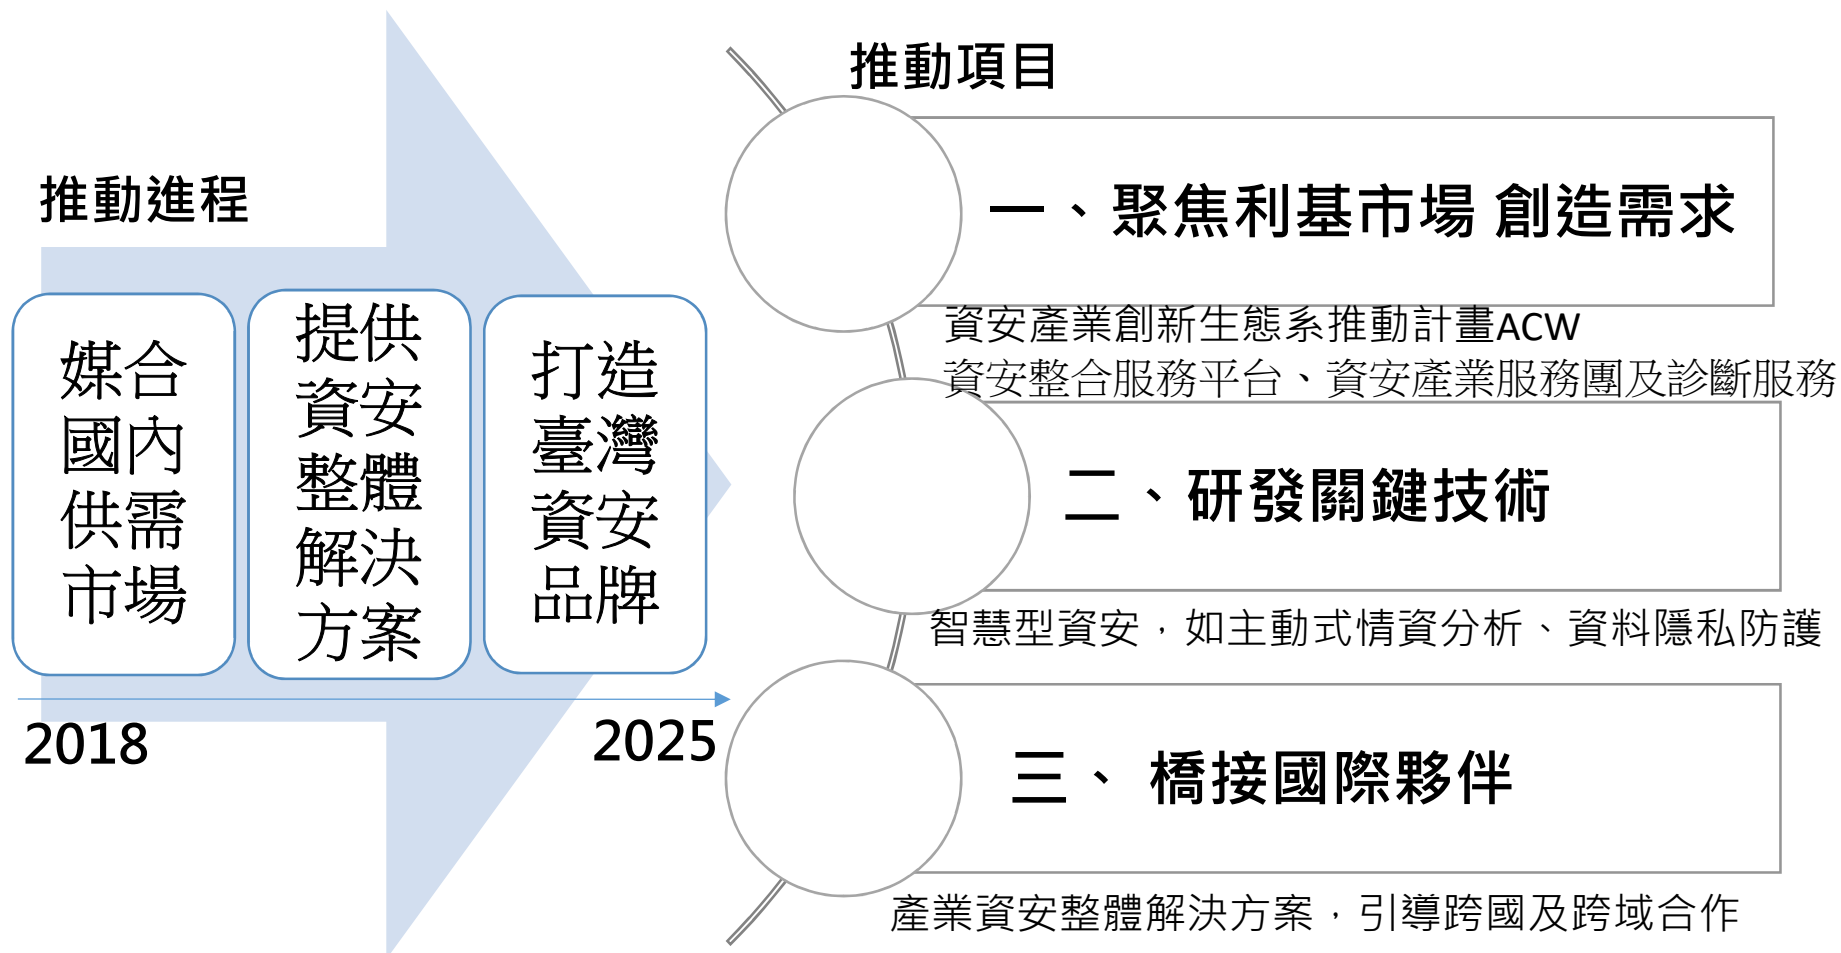 推動進程
媒合
國內
供需
市場
提供
資安
整體
解決
方案
打造
臺灣
資安
品牌
2018
2025
推動項目
一、聚焦利基市場 創造需求
資安產業創新生態系推動計畫ACW
資安整合服務平台、資安產業服務團及診斷服務
二、研發關鍵技術
智慧型資安，如主動式情資分析、資料隱私防護
三、 橋接國際夥伴
產業資安整體解決方案，引導跨國及跨域合作